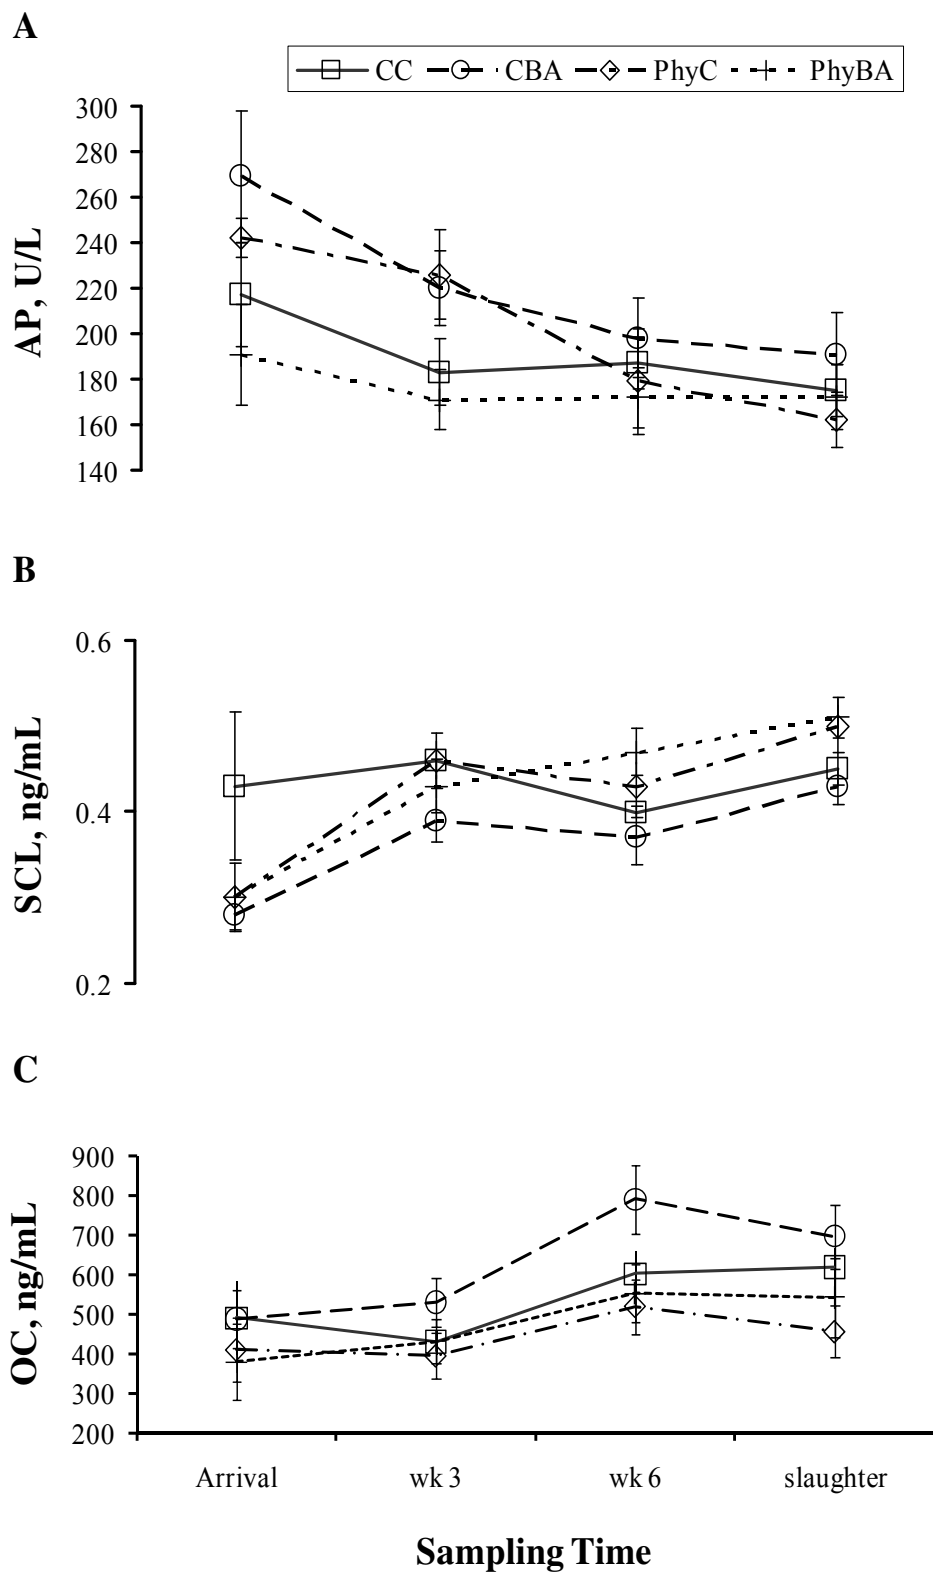 A
CC CBA PhyC PhyBA
300
280
260
240
220
200
180
160
140
AP, U/L
B
0.6
0.4
0.2
SCL, ng/mL
C
900
800
700
600
500
400
300
200
OC, ng/mL
Arrival wk 3 wk 6 slaughter
Sampling Time